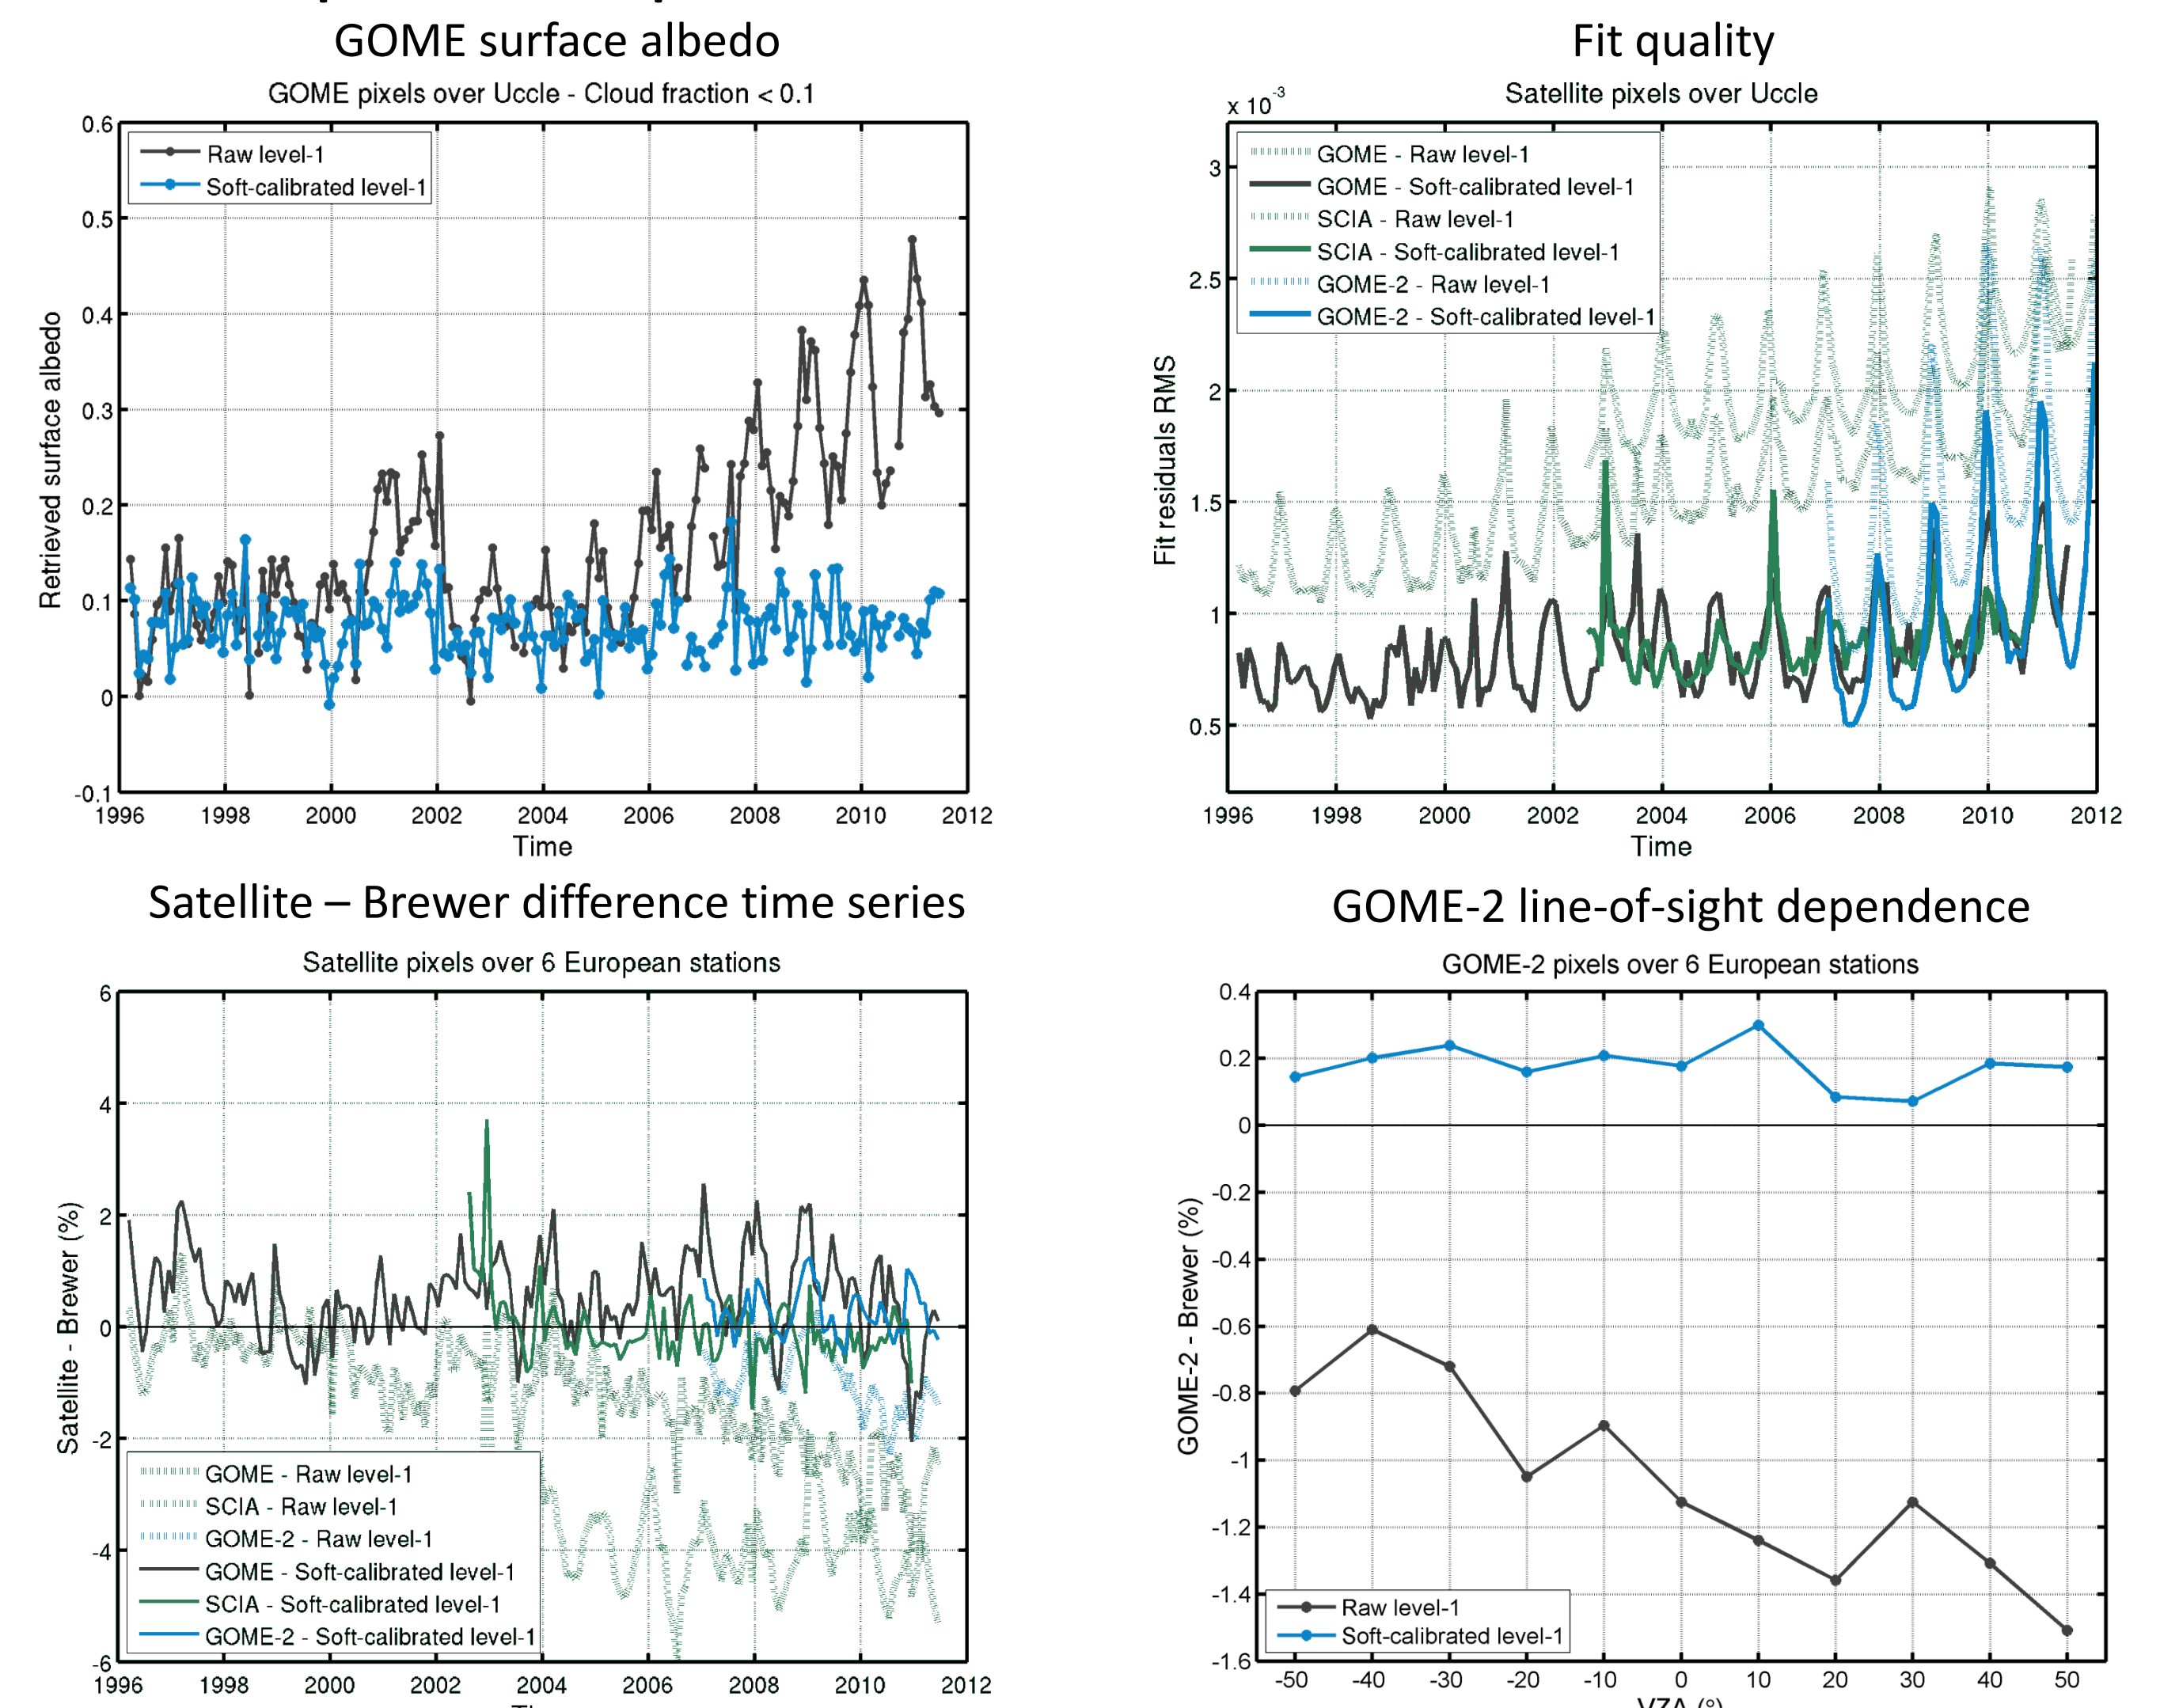 GOME surface albedo
GOME pixels over Uccle - Cloud fraction < 0.1
0.6
0.5
0.4
0.3
0.2
0.1
0
-0.1
Retrieved surface albedo
Raw level-1
Soft-calibrated level-1
1996 1998 2000 2002 2004 2006 2008 2010 2012
Time
Fit quality
Satellite pixels over Uccle
x 10-3
3
2.5
2
1.5
1
0.5
Fit residuals RMS
GOME - Raw level-1
GOME - Soft-calibrated level-1
SCIA - Raw level-1
SCIA - Soft-calibrated level-1
GOME-2 - Raw level-1
GOME-2 - Soft-calibrated level-1
1996 1998 2000 2002 2004 2006 2008 2010 2012
Time
Satellite – Brewer difference time series
Satellite pixels over 6 European stations
6
4
2
0
-2
-4
-6
Satellite - Brewer (%)
GOME - Raw level-1
SCIA - Raw level-1
GOME-2 - Raw level-1
GOME - Soft-calibrated level-1
SCIA - Soft-calibrated level-1
GOME-2 - Soft-calibrated level-1
1996 1998 2000 2002 2004 2006 2008 2010 2012
GOME-2 line-of-sight dependence
GOME-2 pixels over 6 European stations
0.4
0.2
0
-0.2
-0.4
-0.6
-0.8
-1
-1.2
-1.4
-1.6
GOME-2 - Brewer (%)
Raw level-1
Soft-calibrated level-1
-50 -40 -30 -20 -10 0 10 20 30 40 50
VZA (°)